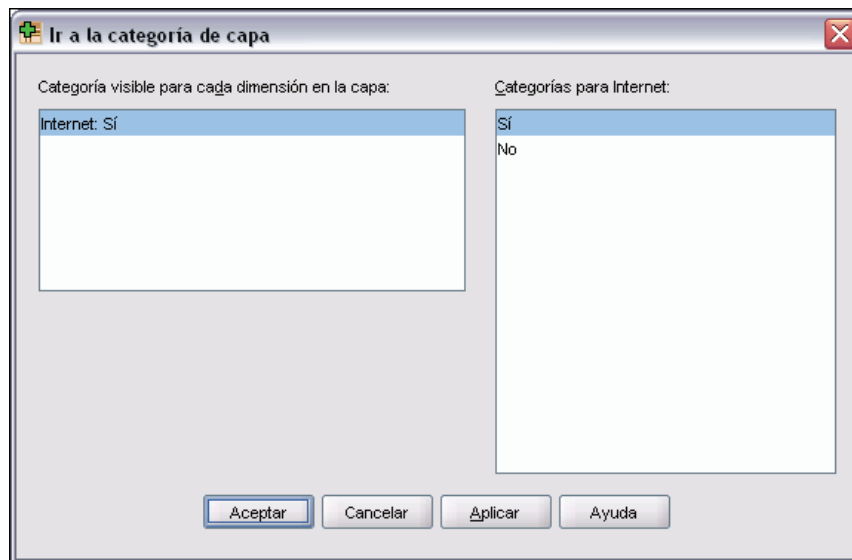 Ir a la categoría de capa
Categoría visible para cada dimensión en la capa:
Internet: Sí
Categorías para Internet:
Sí
No
Aceptar
Cancelar
Aplicar
Ayuda